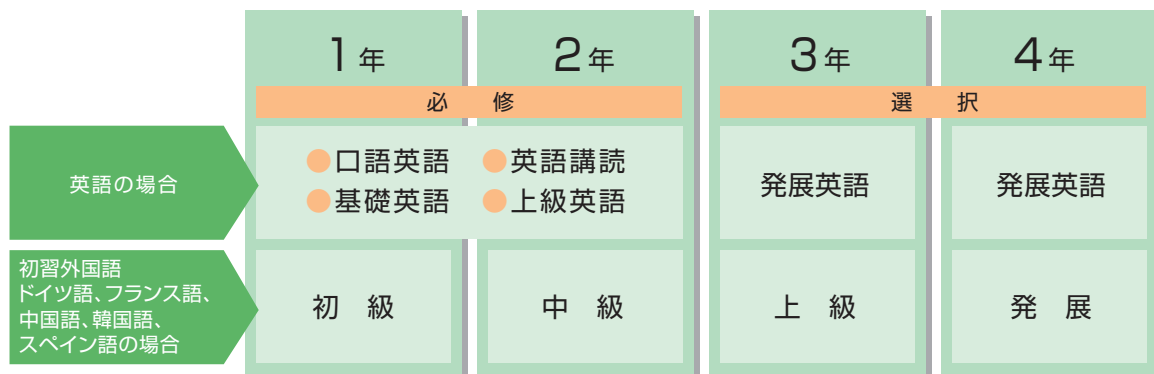 1年 2年 3年 4年
必修 選択
英語の場合
●口語英語 ●英語講読
●基礎英語 ●上級英語
発展英語 発展英語
初習外国語
ドイツ語、フランス語、
中国語、韓国語、
スペイン語の場合
初級 中級 上級 発展